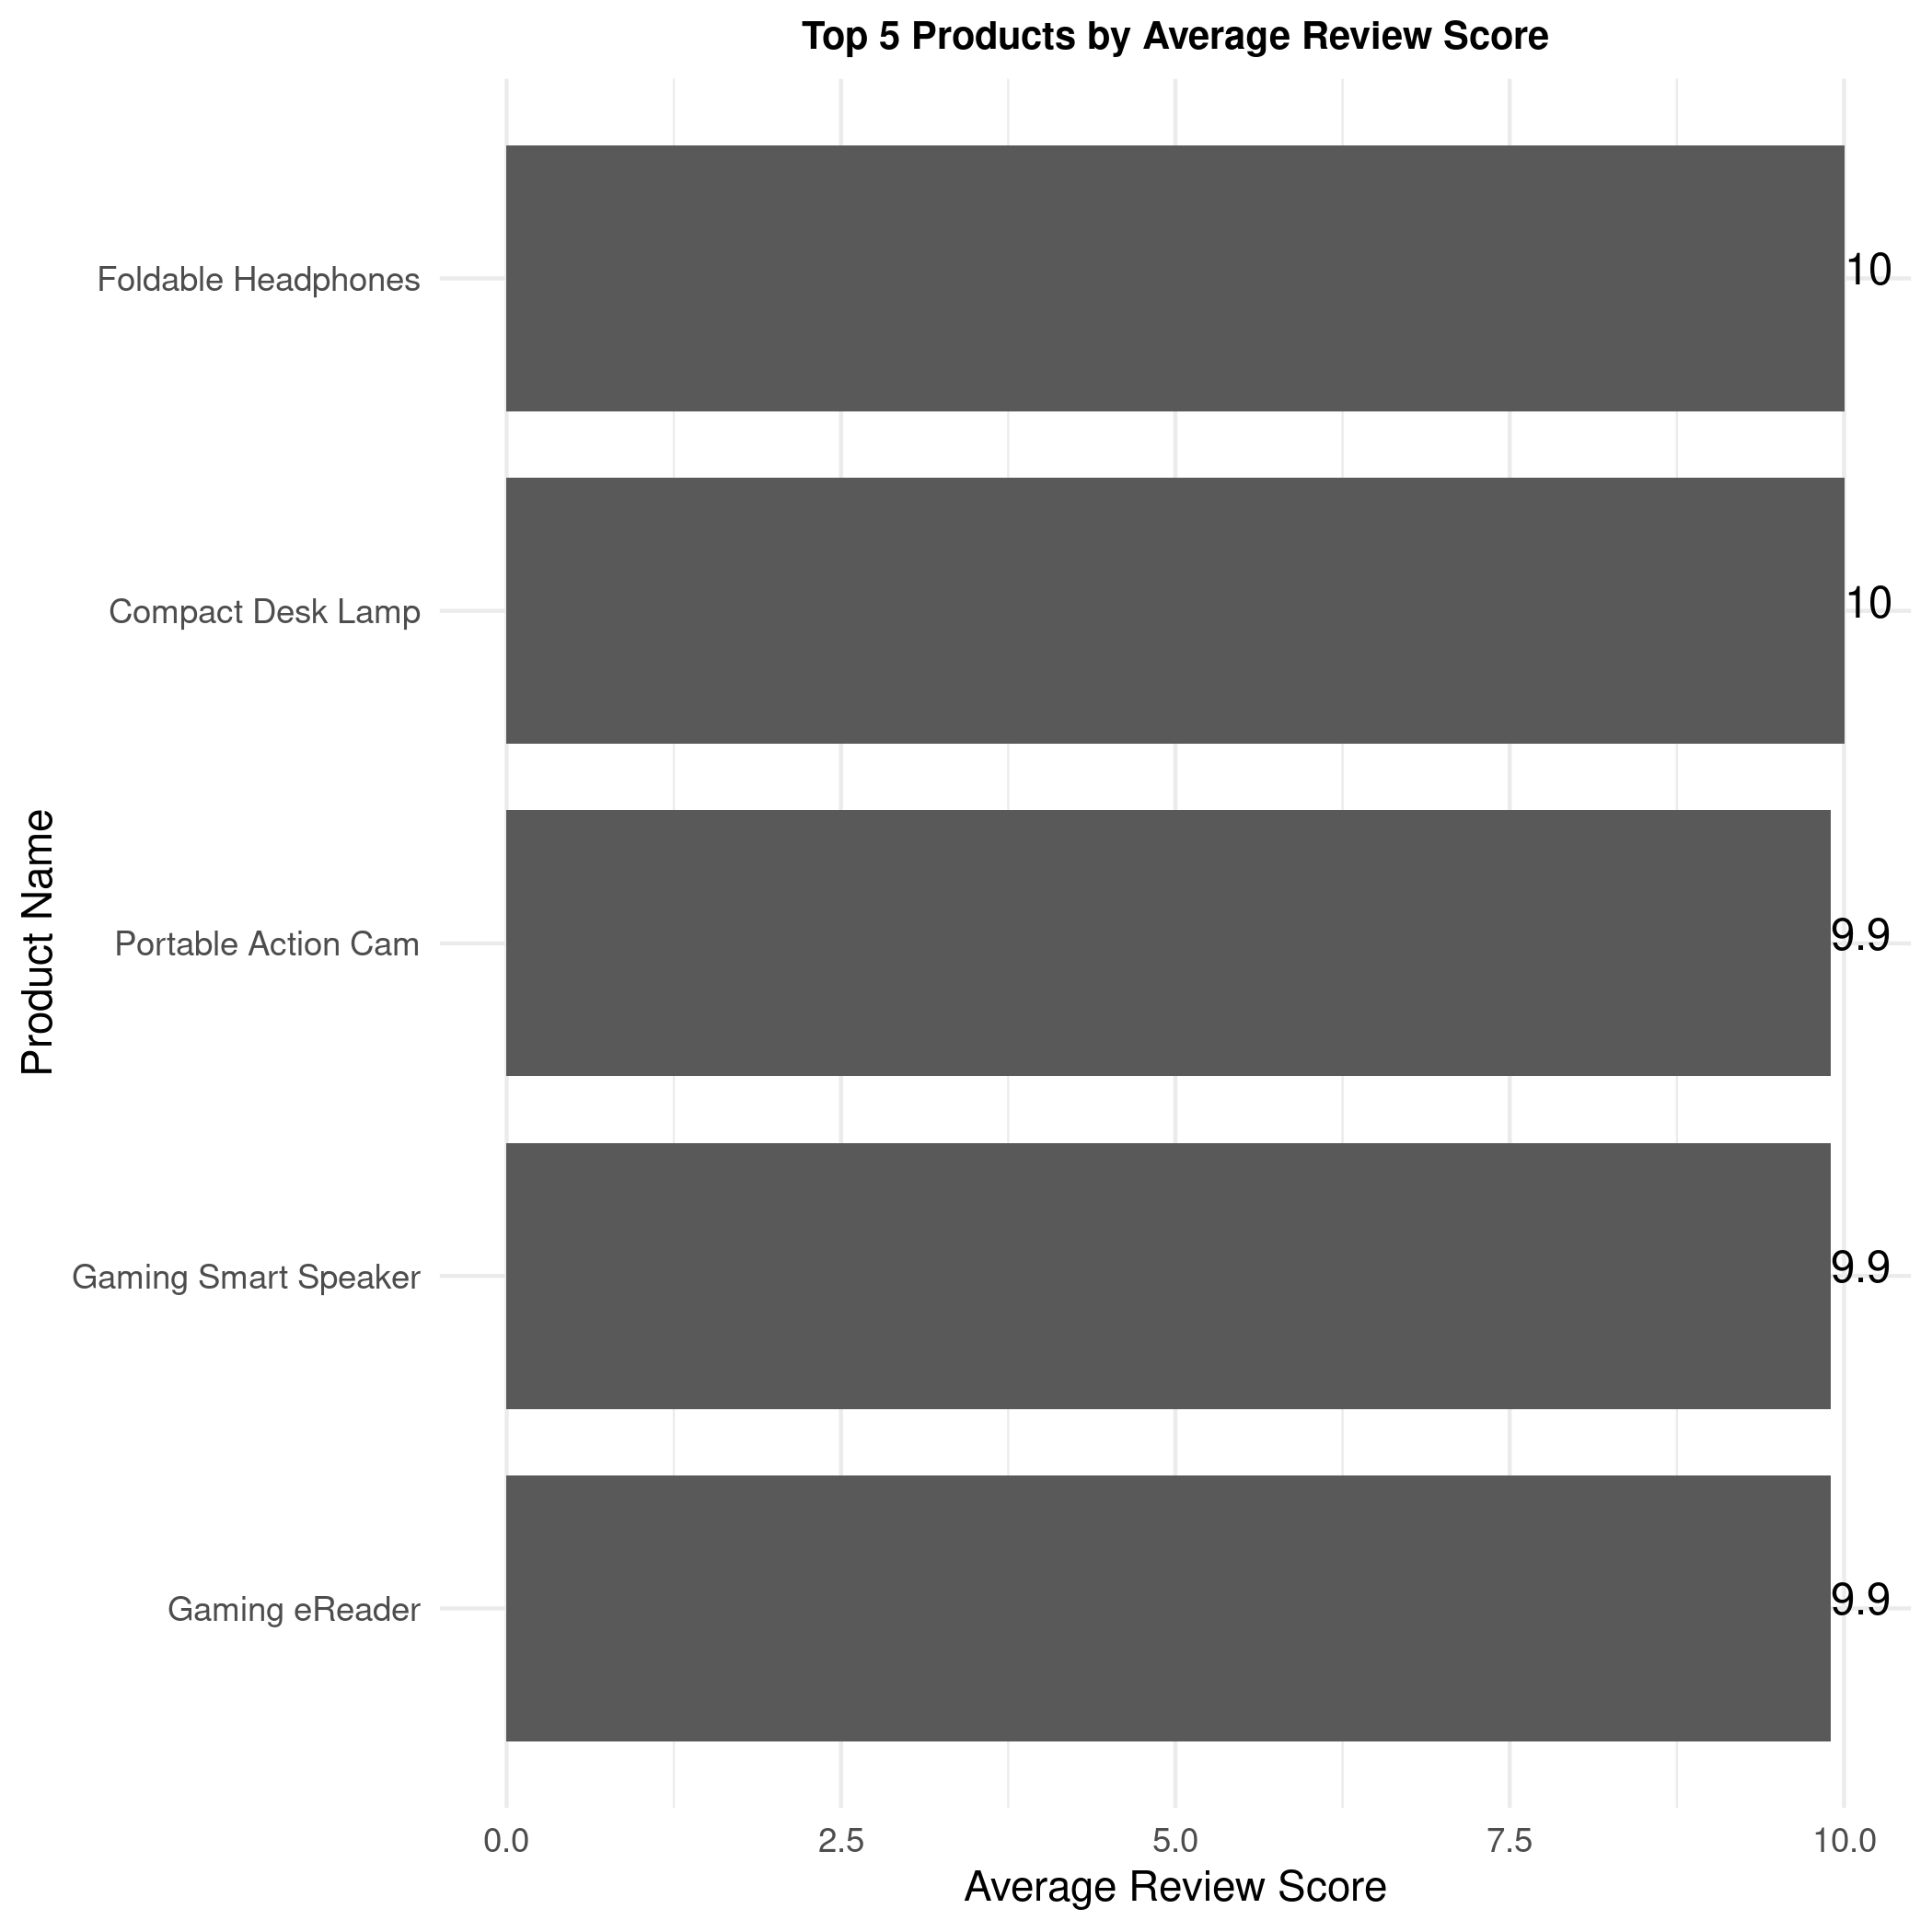 Top 5 Products by Average Review Score
Product Name
Foldable Headphones
10
Compact Desk Lamp
10
Portable Action Cam
9.9
Gaming Smart Speaker
9.9
Gaming eReader
9.9
0.0 2.5 5.0 7.5 10.0
Average Review Score